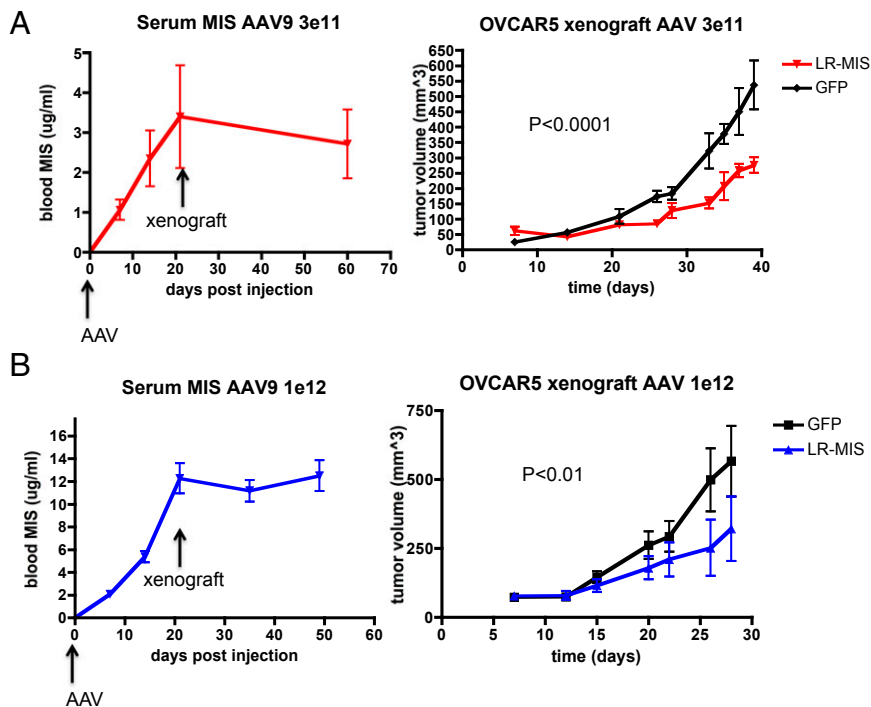 A
Serum MIS AAV9 3e11
blood MIS (ug/ml)
5
4
3
2
1
0
0 10 20 30 40 50 60 70
days post injection
xenograft
AAV
OVCAR5 xenograft AAV 3e11
tumor volume (mm^3)
650
600
550
500
450
400
350
300
250
200
150
100
50
0
0 10 20 30 40
time (days)
P<0.0001
LR-MIS
GFP
B
Serum MIS AAV9 1e12
blood MIS (ug/ml)
16
14
12
10
8
6
4
2
0
0 10 20 30 40 50 60
days post injection
xenograft
AAV
OVCAR5 xenograft AAV 1e12
tumor volume (mm^3)
750
500
250
0
0 5 10 15 20 25 30
time (days)
P<0.01
GFP
LR-MIS